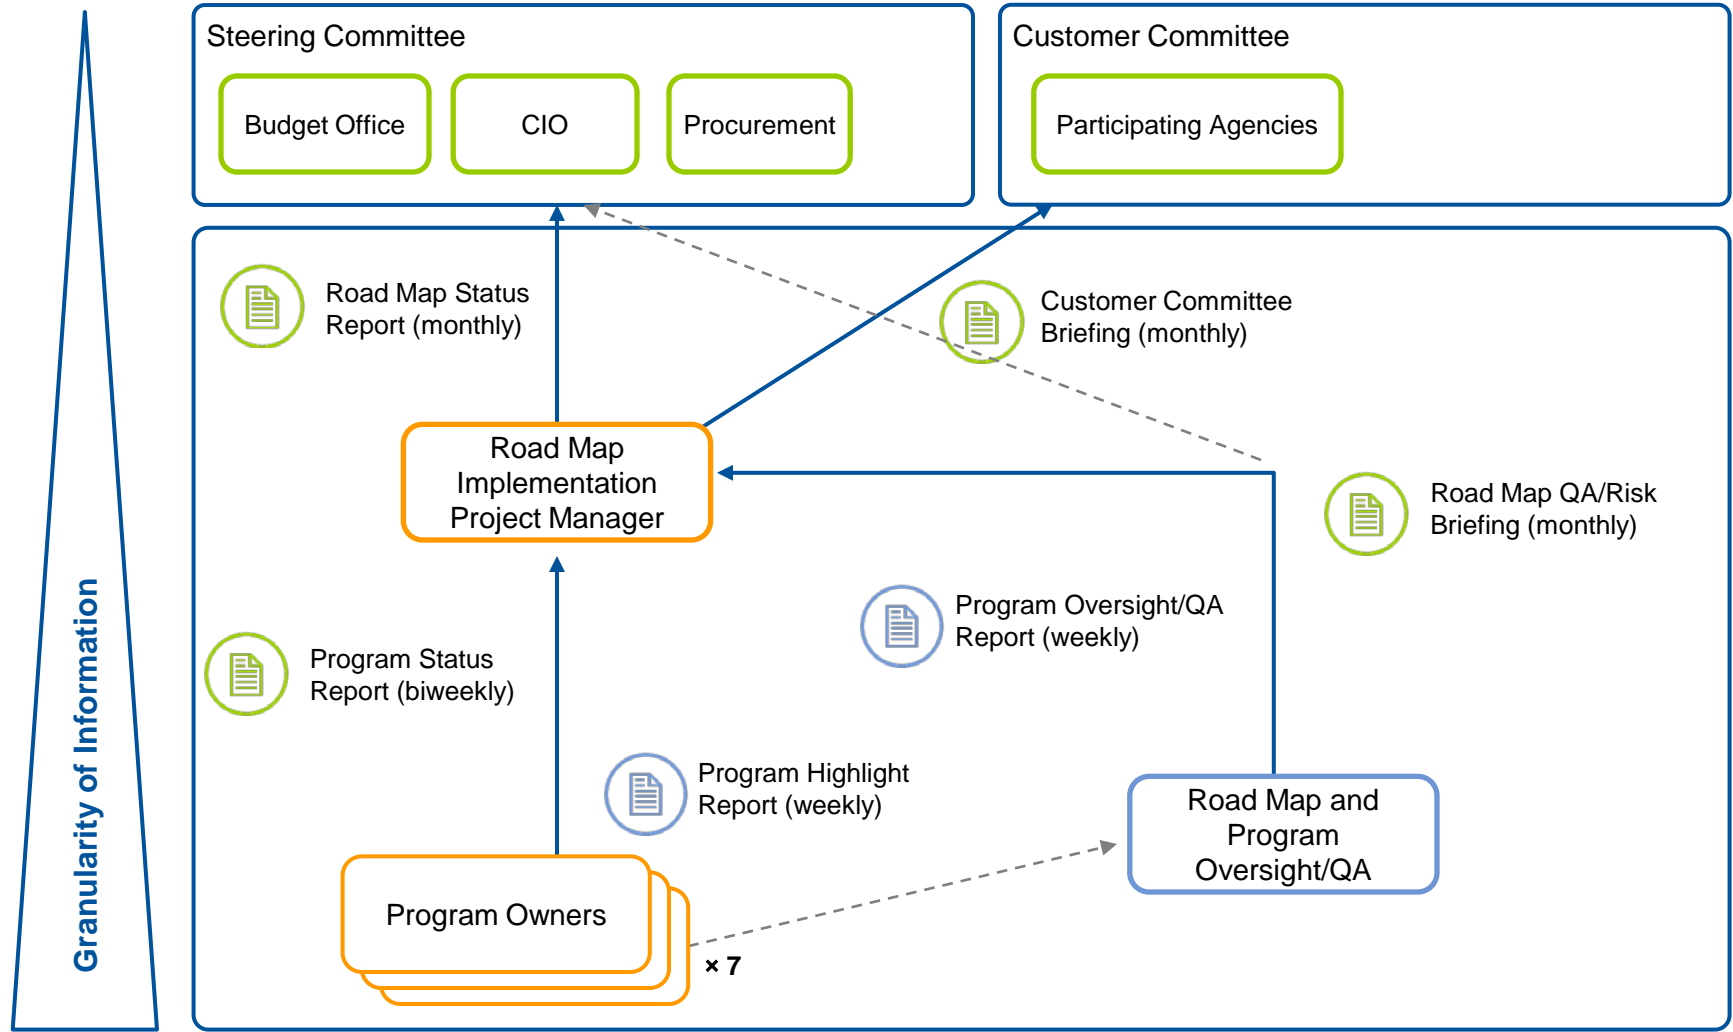 Steering Committee
Customer Committee
Budget Office
CIO
Procurement
Participating Agencies
Road Map Status
Report (monthly)
Customer Committee
Briefing (monthly)
Road Map
Implementation
Project Manager
Road Map QA/Risk
Briefing (monthly)
Program Oversight/QA
Report (weekly)
Program Status
Report (biweekly)
Program Highlight
Report (weekly)
Road Map and
Program
Oversight/QA
Program Owners
× 7
Granularity of Information